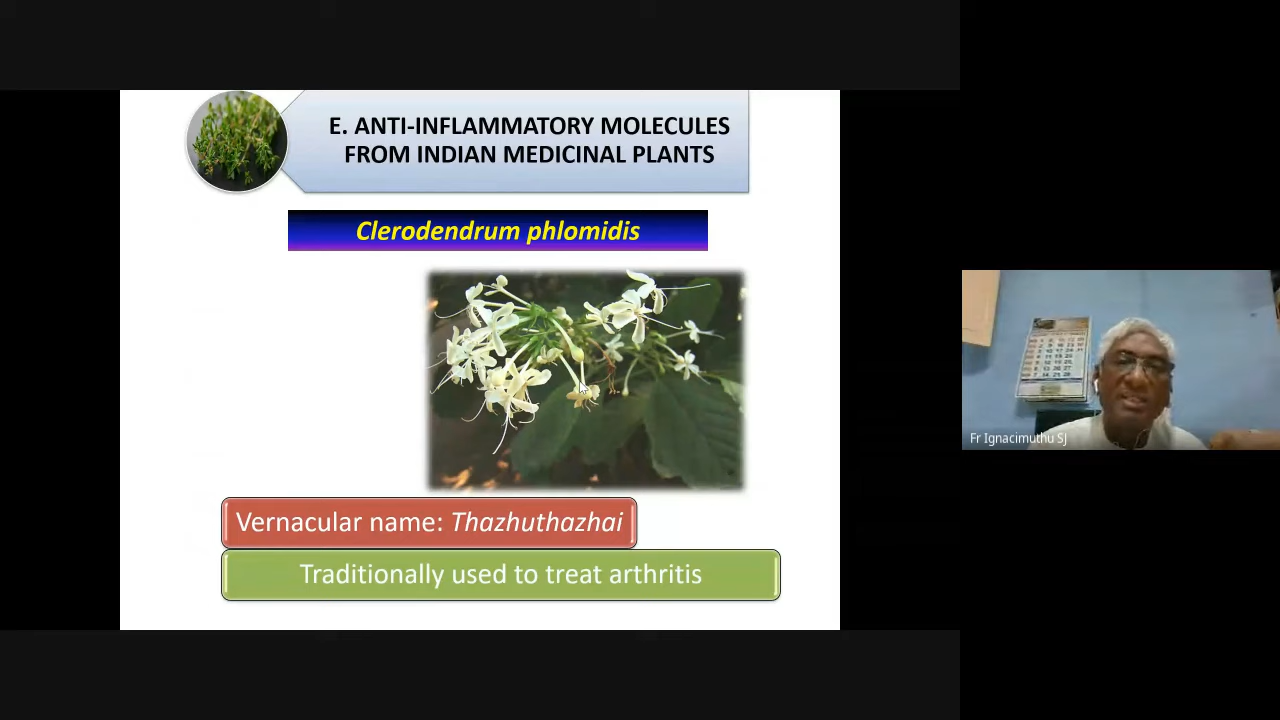 E. ANTI-INFLAMMATORY MOLECULES
FROM INDIAN MEDICINAL PLANTS
Clerodendrum phlomidis
Vernacular name: Thazhuthazhai
Traditionally used to treat arthritis
Fr Ignacimuthu SJ